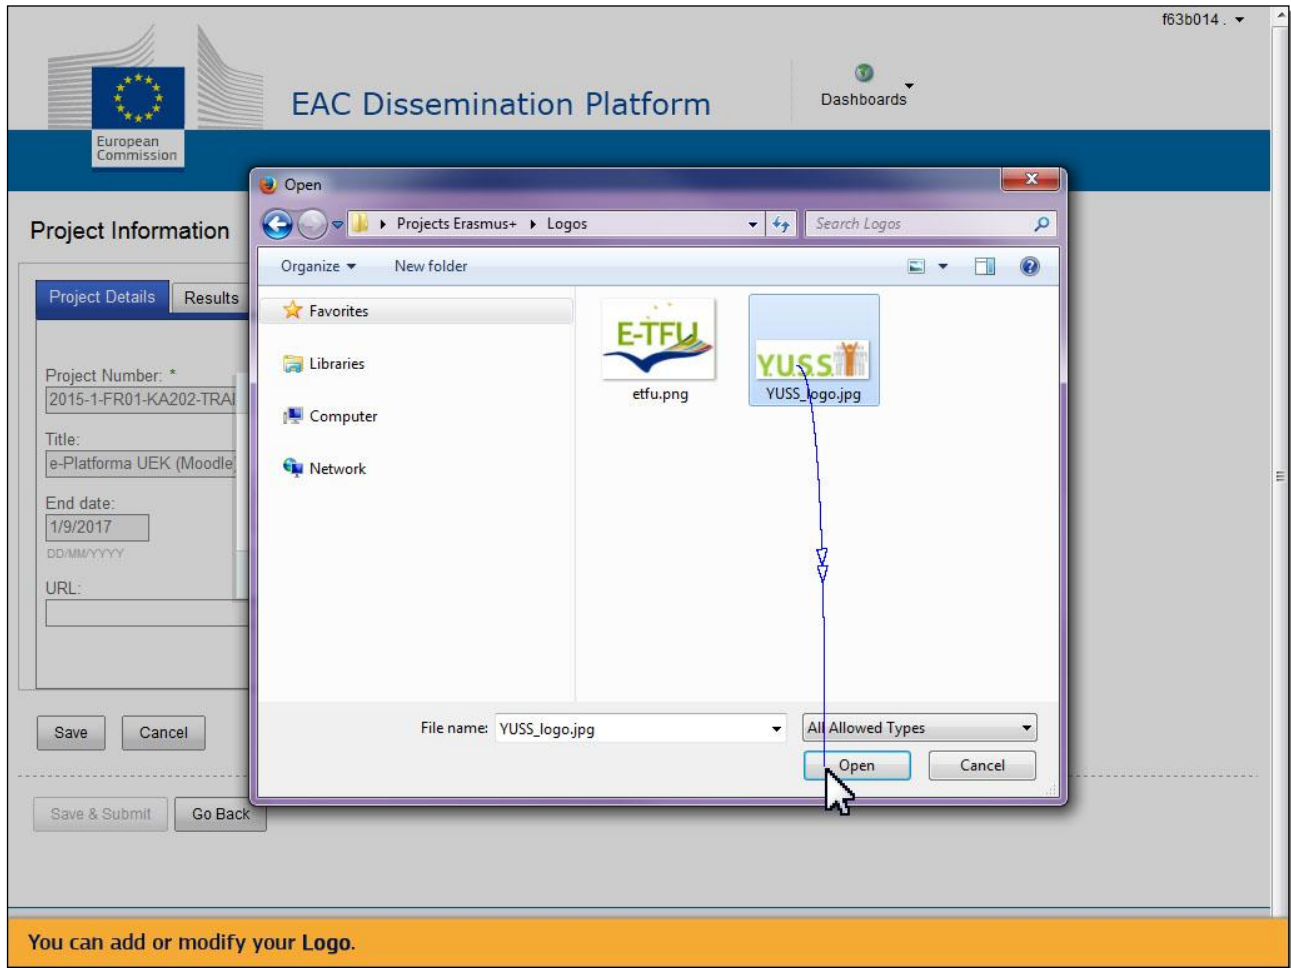 f63b014 .
EAC Dissemination Platform
Dashboards
European
Commission
Open
Project Information
Projects Erasmus+
Logos
Search Logos
Organize
New folder
Project Details
Results
Favorites
Libraries
Computer
Network
E-TFU
etfu.png
Y.U.S.S.
YUSS_logo.jpg
Project Number: *
2015-1-FR01-KA202-TRAI
Title:
e-Platforma UEK (Moodle)
End date:
1/9/2017
DD/MM/YYYY
URL:
File name:
YUSS_logo.jpg
All Allowed Types
Open
Cancel
Save
Cancel
Save & Submit
Go Back
You can add or modify your Logo.